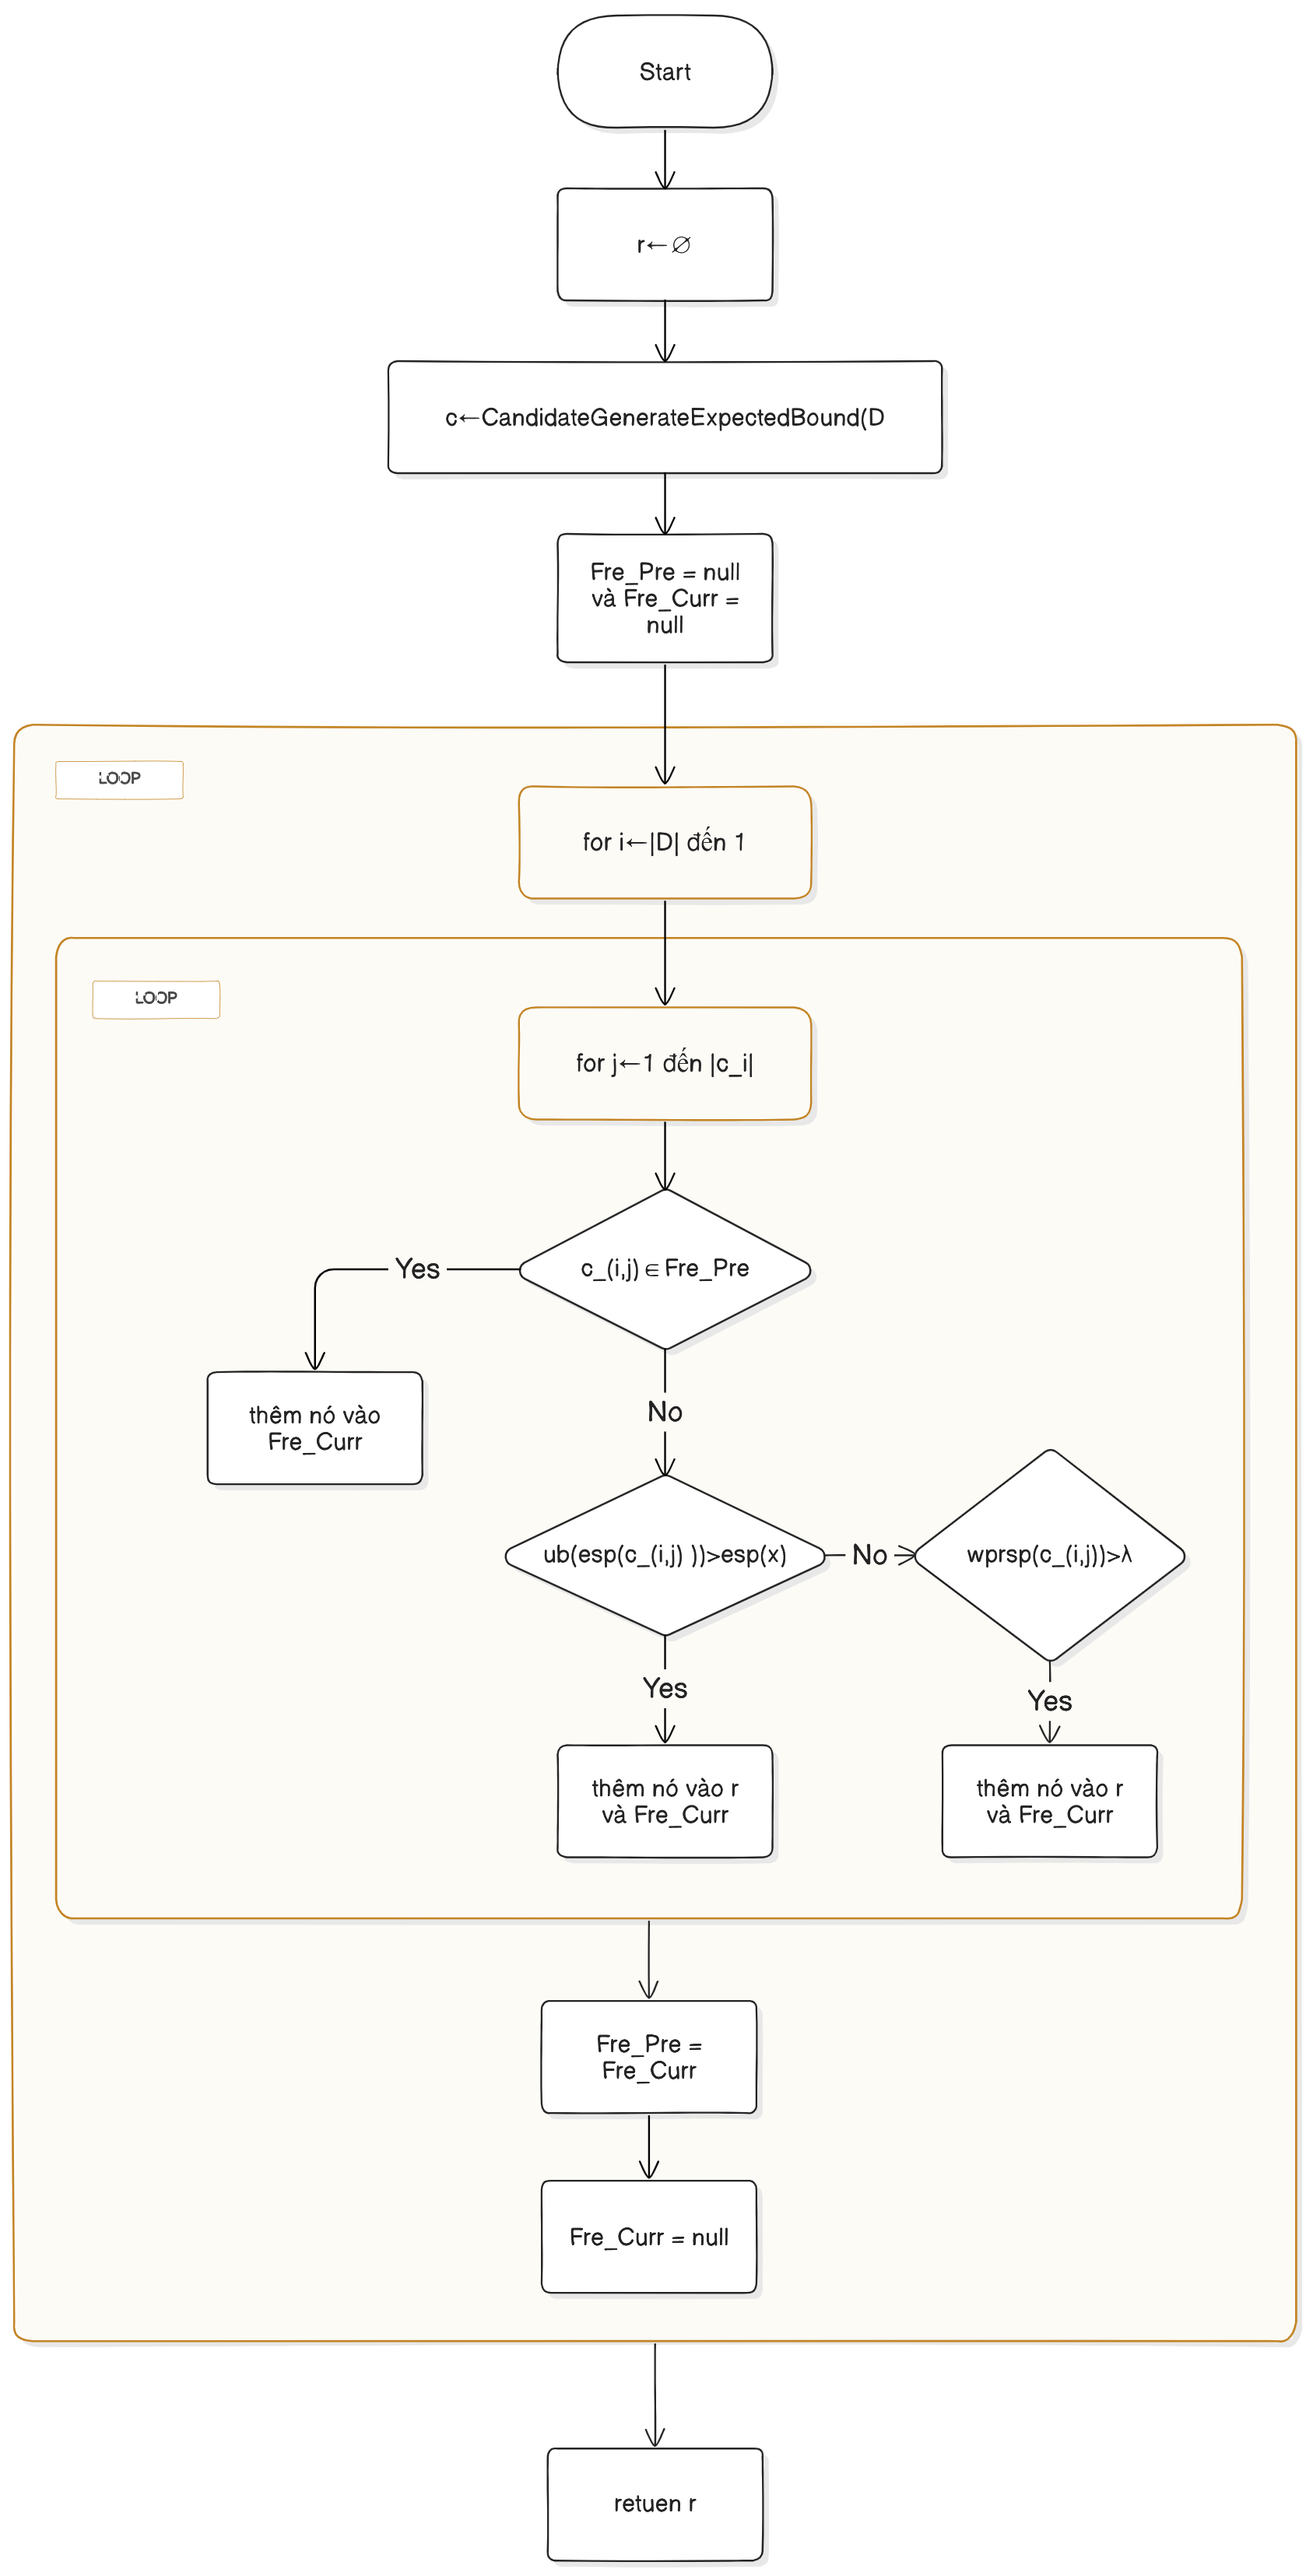 Start
r←∅
c←CandidateGenerateExpectedBound(D
Fre_Pre = null
và Fre_Curr =
null
LOOP
for i←|D| đến 1
LOOP
for j←1 đến |c_i|
c_(i,j) ∈ Fre_Pre
Yes
thêm nó vào
Fre_Curr
No
ub(esp(c_(i,j) ))>esp(x)
No
wprsp(c_(i,j))>λ
Yes
Yes
thêm nó vào r
và Fre_Curr
thêm nó vào r
và Fre_Curr
Fre_Pre =
Fre_Curr
Fre_Curr = null
retuen r